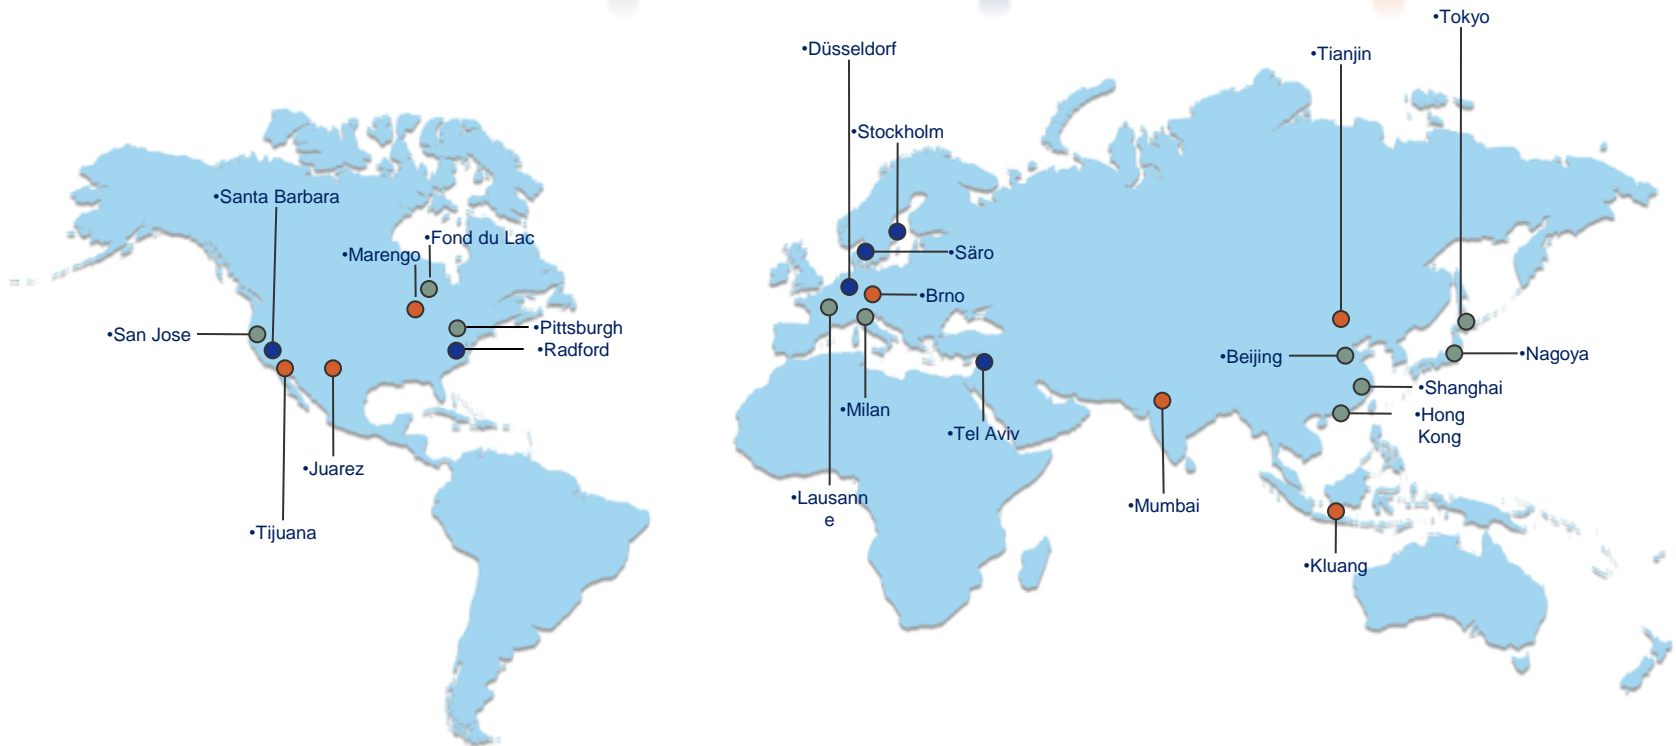 •Tokyo
•Düsseldorf
•Tianjin
•Stockholm
•Santa Barbara
•Fond du Lac
•Marengo
•Säro
•Brno
•San Jose
•Pittsburgh
•Radford
•Beijing
•Nagoya
•Shanghai
•Milan
•Hong
Kong
•Tel Aviv
•Juarez
•Lausann
e
•Mumbai
•Tijuana
•Kluang